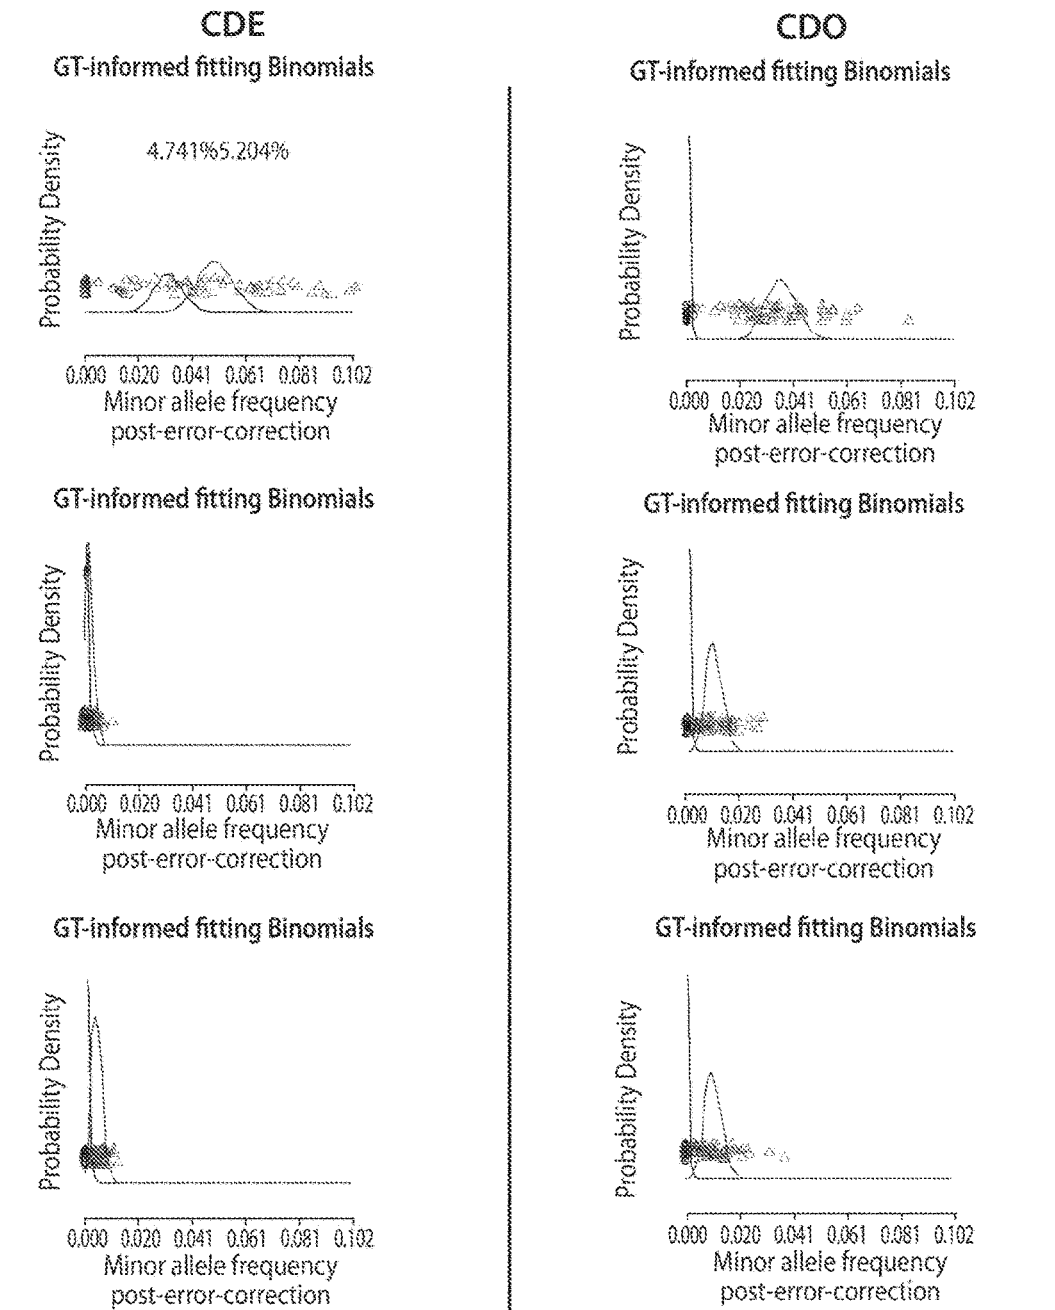 CDE
GT-informed fitting Binomials
4.741%5.204%
Probability Density
0.000 0.020 0.041 0.061 0.081 0.102
Minor allele frequency
post-error-correction
GT-informed fitting Binomials
Probability Density
0.000 0.020 0.041 0.061 0.081 0.102
Minor allele frequency
post-error-correction
GT-informed fitting Binomials
Probability Density
0.000 0.020 0.041 0.061 0.081 0.102
Minor allele frequency
post-error-correction
CDO
GT-informed fitting Binomials
Probability Density
0.000 0.020 0.041 0.061 0.081 0.102
Minor allele frequency
post-error-correction
GT-informed fitting Binomials
Probability Density
0.000 0.020 0.041 0.061 0.081 0.102
Minor allele frequency
post-error-correction
GT-informed fitting Binomials
Probability Density
0.000 0.020 0.041 0.061 0.081 0.102
Minor allele frequency
post-error-correction